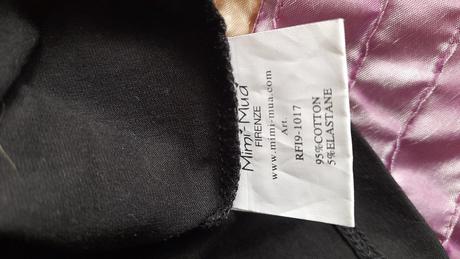 Mimi-Mua
FIRENZE
www.mimi-mua.com
Art.
RF19-1017
95%COTTON
5%ELASTANE